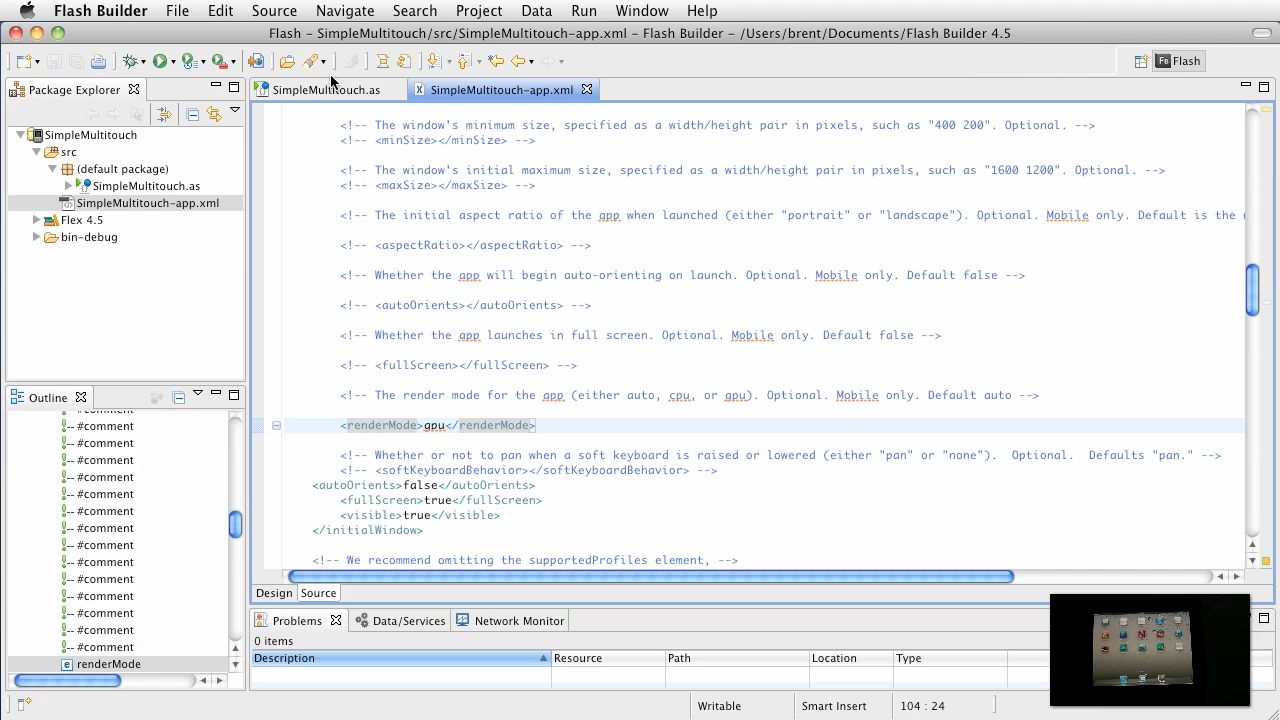 Flash Builder File Edit Source Navigate Search Project Data Run Window Help
Flash – SimpleMultitouch/src/SimpleMultitouch-app.xml – Flash Builder – /Users/brent/Documents/Flash Builder 4.5
Fb Flash
Package Explorer
SimpleMultitouch
src
(default package)
SimpleMultitouch.as
SimpleMultitouch-app.xml
Flex 4.5
bin-debug
Outline
#comment
#comment
#comment
#comment
#comment
#comment
#comment
#comment
#comment
#comment
#comment
#comment
#comment
#comment
renderMode
SimpleMultitouch.as
SimpleMultitouch-app.xml
<!-- The window's minimum size, specified as a width/height pair in pixels, such as "400 200". Optional. -->
<!-- <minSize></minSize> -->
<!-- The window's initial maximum size, specified as a width/height pair in pixels, such as "1600 1200". Optional. -->
<!-- <maxSize></maxSize> -->
<!-- The initial aspect ratio of the app when launched (either "portrait" or "landscape"). Optional. Mobile only. Default is the
<!-- <aspectRatio></aspectRatio> -->
<!-- Whether the app will begin auto-orienting on launch. Optional. Mobile only. Default false -->
<!-- <autoOrients></autoOrients> -->
<!-- Whether the app launches in full screen. Optional. Mobile only. Default false -->
<!-- <fullScreen></fullScreen> -->
<!-- The render mode for the app (either auto, cpu, or gpu). Optional. Mobile only. Default auto -->
<renderMode>gpu</renderMode>
<!-- Whether or not to pan when a soft keyboard is raised or lowered (either "pan" or "none"). Optional. Defaults "pan." -->
<!-- <softKeyboardBehavior></softKeyboardBehavior> -->
<autoOrients>false</autoOrients>
<fullScreen>true</fullScreen>
<visible>true</visible>
</initialWindow>
<!-- We recommend omitting the supportedProfiles element, -->
Design Source
Problems Data/Services Network Monitor
0 items
Description Resource Path Location Type
Writable Smart Insert 104 : 24